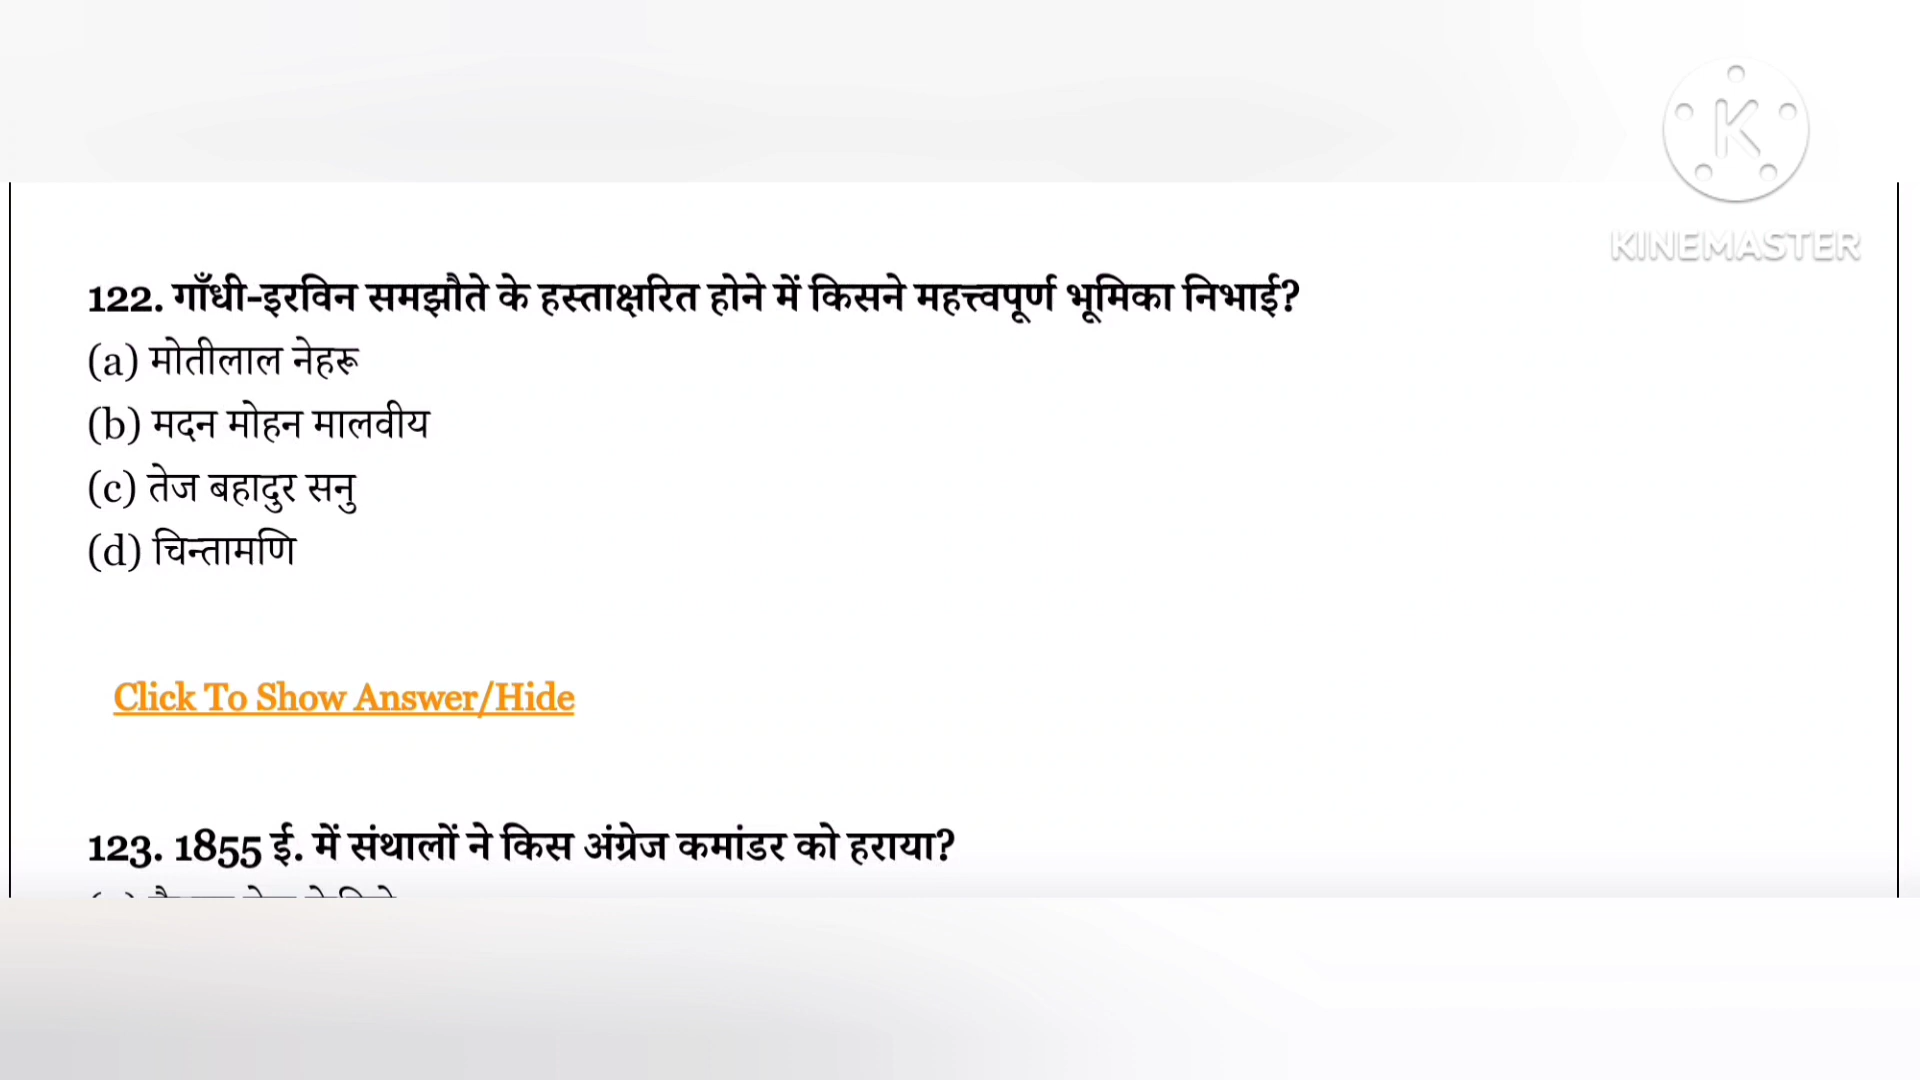 KINEMASTER
122. गाँधी-इरविन समझौते के हस्ताक्षरित होने में किसने महत्त्वपूर्ण भूमिका निभाई?
(a) मोतीलाल नेहरू
(b) मदन मोहन मालवीय
(c) तेज बहादुर सनु
(d) चिन्तामणि
Click To Show Answer/Hide
123. 1855 ई. में संथालों ने किस अंग्रेज कमांडर को हराया?